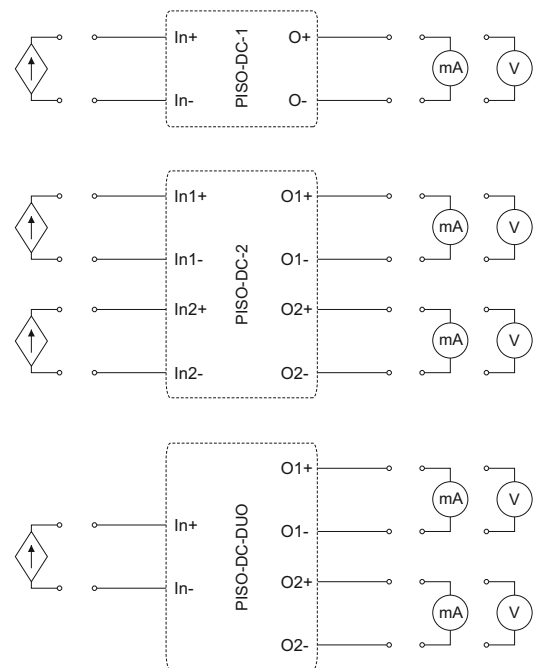 In+ O+
PISO-DC-1
mA V
In- O-
In1+ O1+
mA V
In1- O1-
PISO-DC-2
In2+ O2+
mA V
In2- O2-
O1+
mA V
In+ O1-
PISO-DC-DUO
In- O2+
mA V
O2-